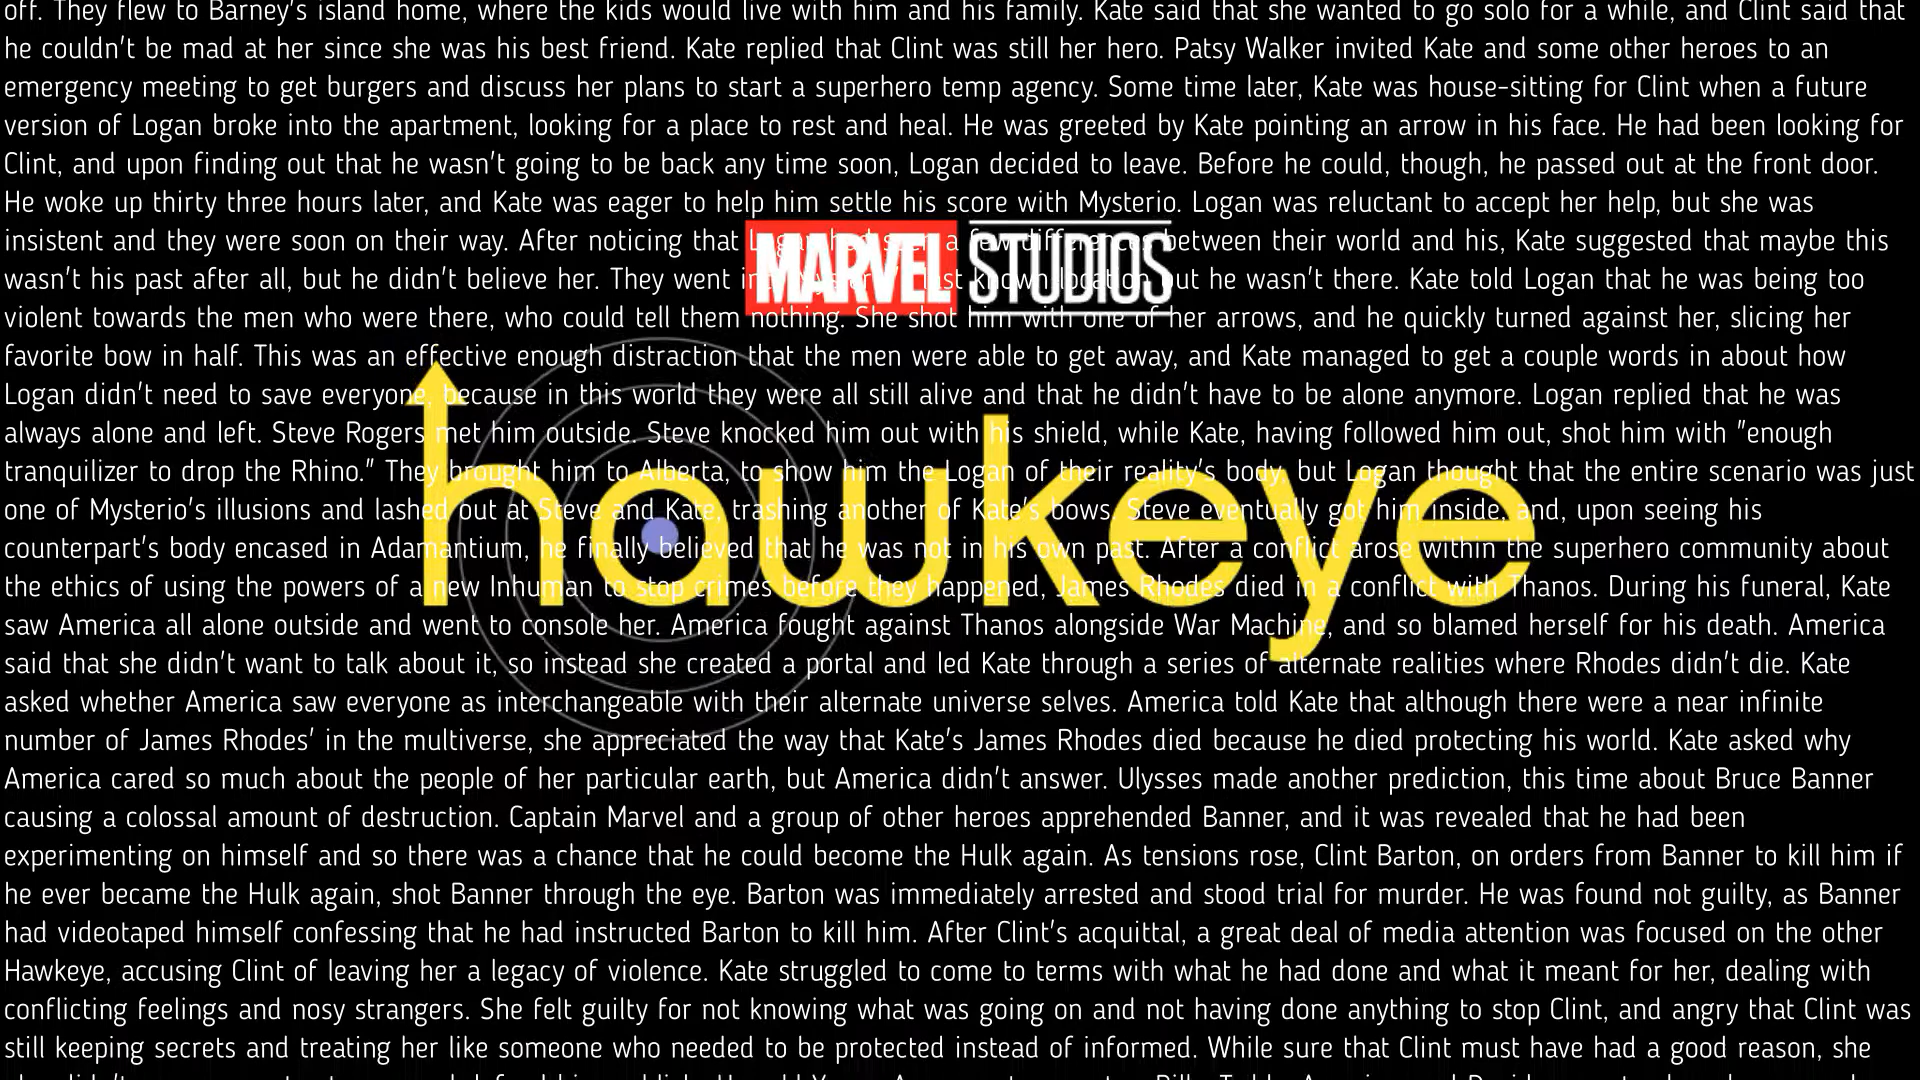 off. They flew to Barney's island home, where the kids would live with him and his family. Kate said that she wanted to go solo for a while, and Clint said that
he couldn't be mad at her since she was his best friend. Kate replied that Clint was still her hero. Patsy Walker invited Kate and some other heroes to an
emergency meeting to get burgers and discuss her plans to start a superhero temp agency. Some time later, Kate was house-sitting for Clint when a future
version of Logan broke into the apartment, looking for a place to rest and heal. He was greeted by Kate pointing an arrow in his face. He had been looking for
Clint, and upon finding out that he wasn't going to be back any time soon, Logan decided to leave. Before he could, though, he passed out at the front door.
He woke up thirty three hours later, and Kate was eager to help him settle his score with Mysterio. Logan was reluctant to accept her help, but she was
insistent and they were soon on their way. After noticing that Logan had seen a few differences between their world and his, Kate suggested that maybe this
MARVEL STUDIOS
wasn't his past after all, but he didn't believe her. They went into Mysterio's last known location but he wasn't there. Kate told Logan that he was being too
violent towards the men who were there, who could tell them nothing. She shot him with one of her arrows, and he quickly turned against her, slicing her
favorite bow in half. This was an effective enough distraction that the men were able to get away, and Kate managed to get a couple words in about how
Logan didn't need to save everyone, because in this world they were all still alive and that he didn't have to be alone anymore. Logan replied that he was
always alone and left. Steve Rogers met him outside. Steve knocked him out with his shield, while Kate, having followed him out, shot him with "enough
tranquilizer to drop the Rhino." They brought him to Alberta, to show him the Logan of their reality's body, but Logan thought that the entire scenario was just
hawkeye
one of Mysterio's illusions and lashed out at Steve and Kate, trashing another of Kate's bows. Steve eventually got him inside, and, upon seeing his
counterpart's body encased in Adamantium, he finally believed that he was not in his own past. After a conflict arose within the superhero community about
the ethics of using the powers of a new Inhuman to stop crimes before they happened, James Rhodes died in a conflict with Thanos. During his funeral, Kate
saw America all alone outside and went to console her. America fought against Thanos alongside War Machine, and so blamed herself for his death. America
said that she didn't want to talk about it, so instead she created a portal and led Kate through a series of alternate realities where Rhodes didn't die. Kate
asked whether America saw everyone as interchangeable with their alternate universe selves. America told Kate that although there were a near infinite
number of James Rhodes' in the multiverse, she appreciated the way that Kate's James Rhodes died because he died protecting his world. Kate asked why
America cared so much about the people of her particular earth, but America didn't answer. Ulysses made another prediction, this time about Bruce Banner
causing a colossal amount of destruction. Captain Marvel and a group of other heroes apprehended Banner, and it was revealed that he had been
experimenting on himself and so there was a chance that he could become the Hulk again. As tensions rose, Clint Barton, on orders from Banner to kill him if
he ever became the Hulk again, shot Banner through the eye. Barton was immediately arrested and stood trial for murder. He was found not guilty, as Banner
had videotaped himself confessing that he had instructed Barton to kill him. After Clint's acquittal, a great deal of media attention was focused on the other
Hawkeye, accusing Clint of leaving her a legacy of violence. Kate struggled to come to terms with what he had done and what it meant for her, dealing with
conflicting feelings and nosy strangers. She felt guilty for not knowing what was going on and not having done anything to stop Clint, and angry that Clint was
still keeping secrets and treating her like someone who needed to be protected instead of informed. While sure that Clint must have had a good reason, she